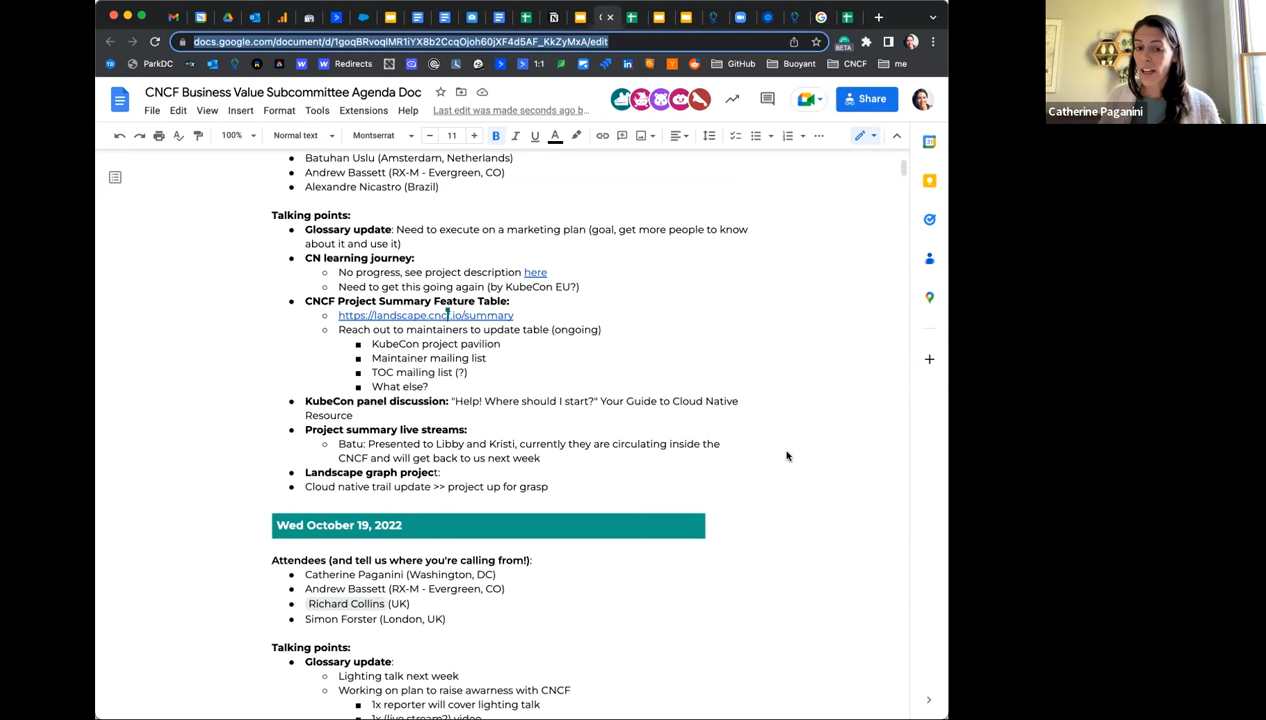 docs.google.com/document/d/1goqBRvoqlMR1iYX8b2CcqOjoh60jXF4d5AF_KkZyMxA/edit
BETA
ParkDC
Redirects
1:1
GitHub
Buoyant
CNCF
me
CNCF Business Value Subcommittee Agenda Doc
Share
File Edit View Insert Format Tools Extensions Help Last edit was made seconds ago b...
100% Normal text Montserrat 11 B I U A
Batuhan Uslu (Amsterdam, Netherlands)
Andrew Bassett (RX-M - Evergreen, CO)
Alexandre Nicastro (Brazil)
Talking points:
Glossary update: Need to execute on a marketing plan (goal, get more people to know
about it and use it)
CN learning journey:
No progress, see project description here
Need to get this going again (by KubeCon EU?)
CNCF Project Summary Feature Table:
https://landscape.cncf.io/summary
Reach out to maintainers to update table (ongoing)
KubeCon project pavilion
Maintainer mailing list
TOC mailing list (?)
What else?
KubeCon panel discussion: "Help! Where should I start?" Your Guide to Cloud Native
Resource
Project summary live streams:
Batu: Presented to Libby and Kristi, currently they are circulating inside the
CNCF and will get back to us next week
Landscape graph project:
Cloud native trail update >> project up for grasp
Wed October 19, 2022
Attendees (and tell us where you're calling from!):
Catherine Paganini (Washington, DC)
Andrew Bassett (RX-M - Evergreen, CO)
Richard Collins (UK)
Simon Forster (London, UK)
Talking points:
Glossary update:
Lighting talk next week
Working on plan to raise awarness with CNCF
1x reporter will cover lighting talk
1x (live stream?) video
Catherine Paganini